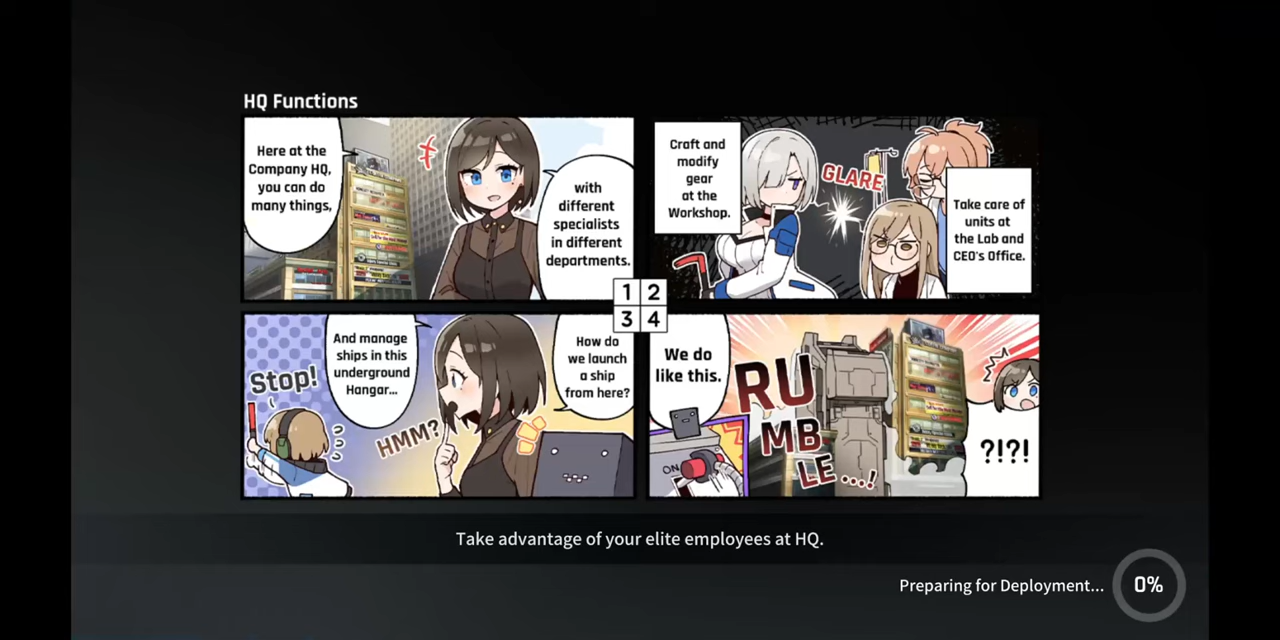 HQ Functions
Here at the
Company HQ,
you can do
many things,
with
different
specialists
in different
departments.
Craft and
modify
gear
at the
Workshop.
GLARE
Take care of
units at
the Lab and
CEO's Office.
1 2
3 4
Stop!
And manage
ships in this
underground
Hangar...
HMM?
How do
we launch
a ship
from here?
We do
like this.
ON
RU
MB
LE...!
?!?!
Take advantage of your elite employees at HQ.
Preparing for Deployment...
0%